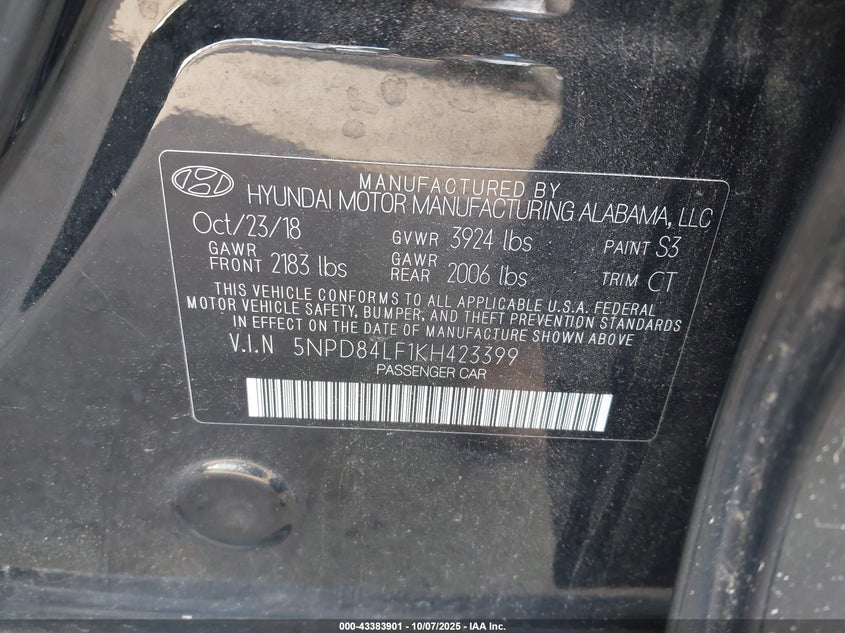 MANUFACTURED BY
HYUNDAI MOTOR MANUFACTURING ALABAMA, LLC
Oct/23/18 GVWR 3924 lbs PAINT S3
GAWR FRONT 2183 lbs GAWR REAR 2006 lbs TRIM CT
THIS VEHICLE CONFORMS TO ALL APPLICABLE U.S.A. FEDERAL
MOTOR VEHICLE SAFETY, BUMPER, AND THEFT PREVENTION STANDARDS
IN EFFECT ON THE DATE OF MANUFACTURE SHOWN ABOVE
V.I.N 5NPD84LF1KH423399
PASSENGER CAR
000-43383901 - 10/07/2025 - IAA Inc.